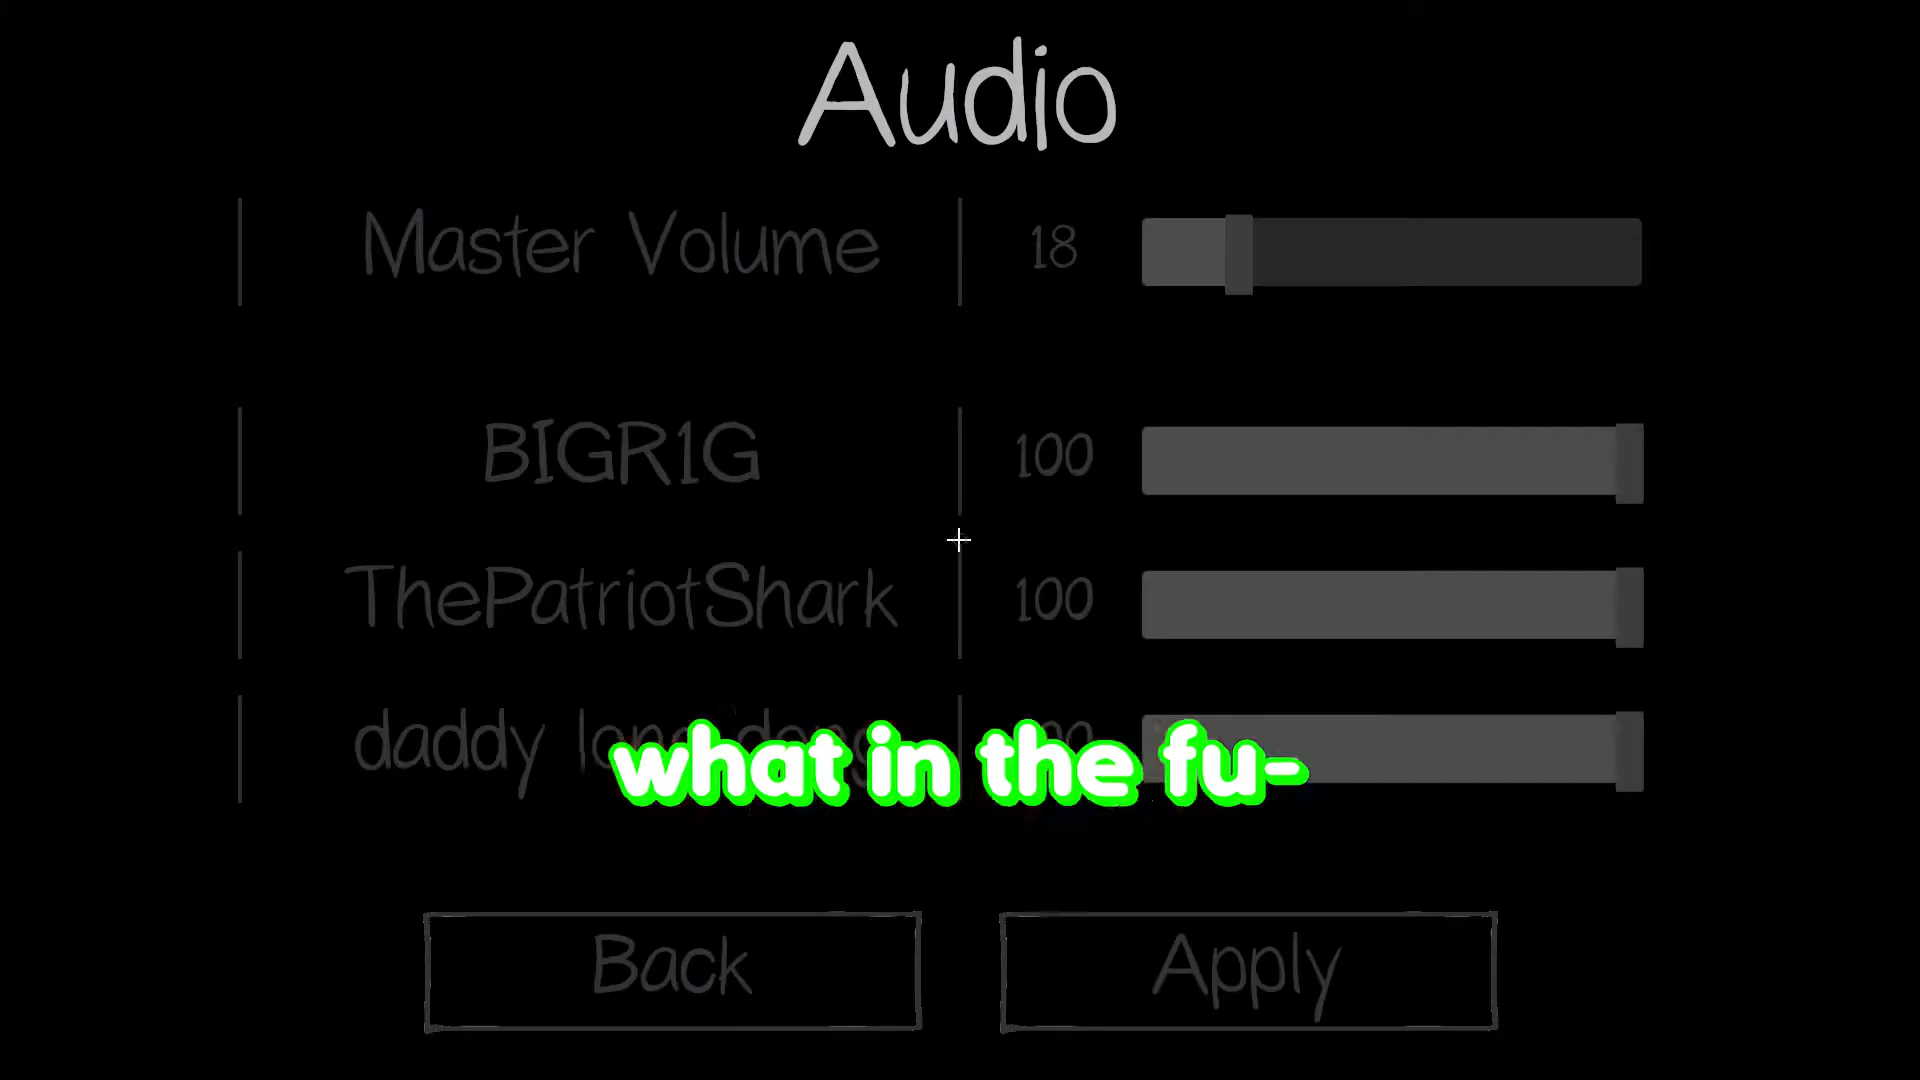 Audio
Master Volume 18
BIGR1G 100
ThePatriotShark 100
daddy
what in the fu-
Back Apply